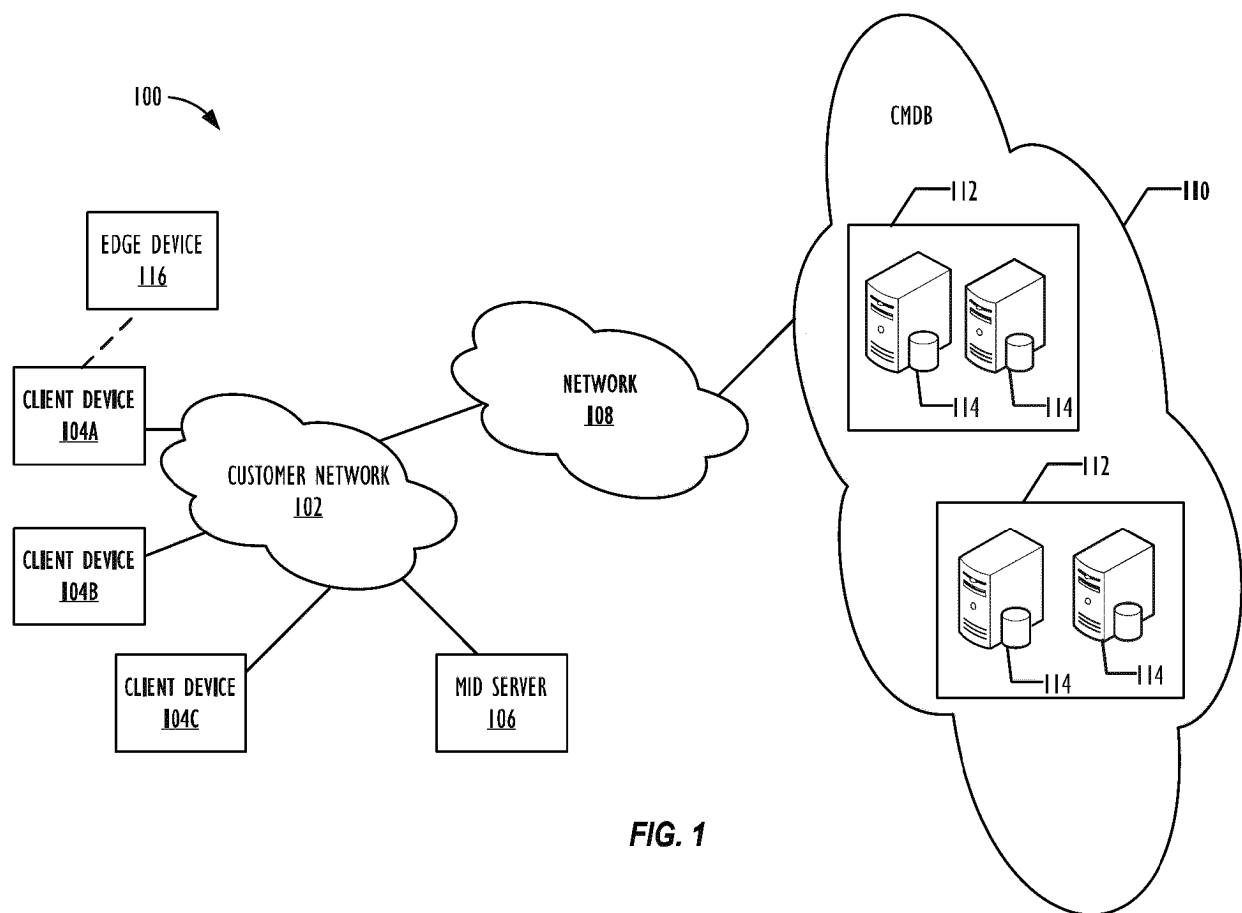 100
CMDB
112
110
EDGE DEVICE
116
CLIENT DEVICE
104A
NETWORK
108
114
114
CUSTOMER NETWORK
102
112
CLIENT DEVICE
104B
CLIENT DEVICE
104C
MID SERVER
106
114
114
FIG. 1